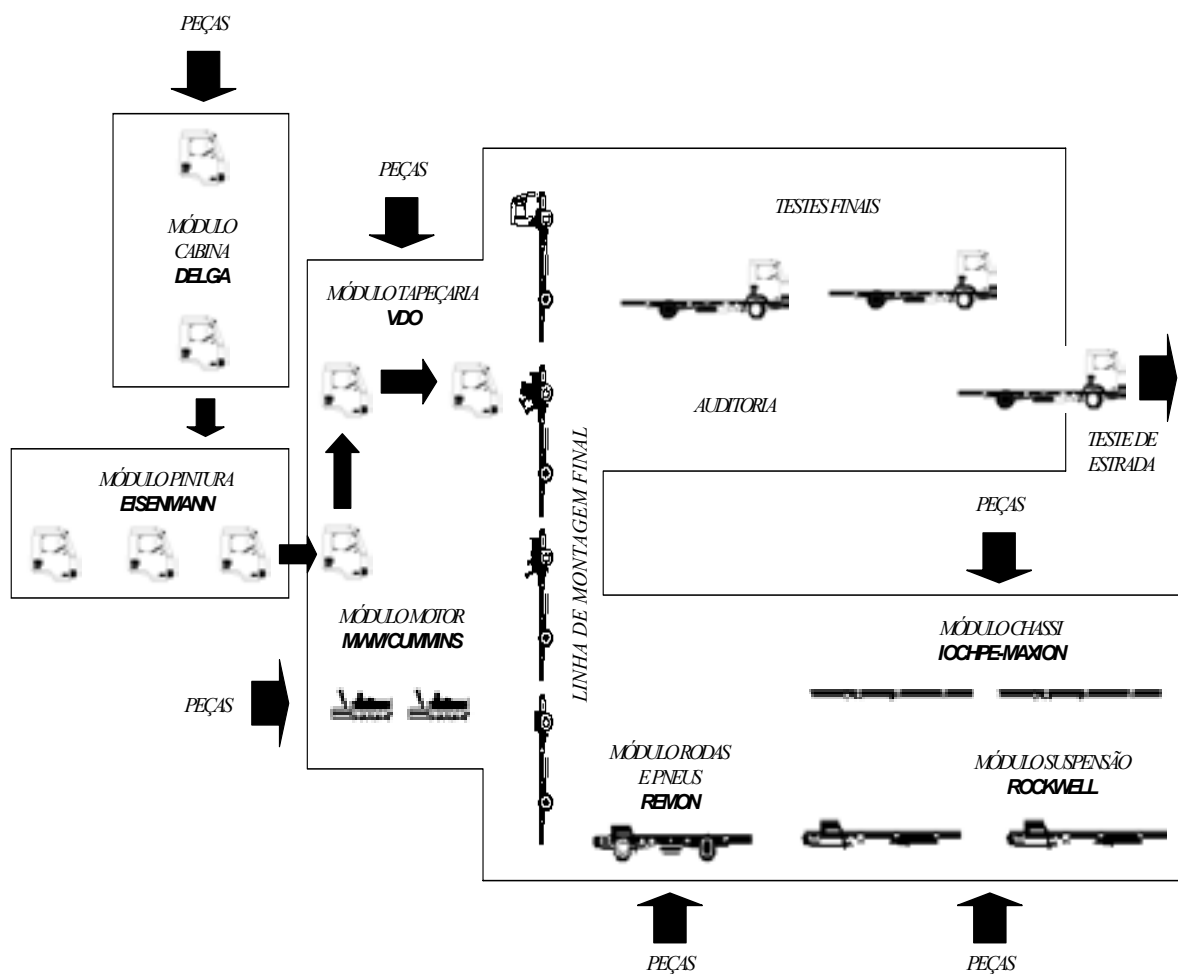 PEÇAS
MÓDULO
CABINA
DELGA
PEÇAS
MÓDULO TAPEÇARIA
VDO
TESTES FINAIS
AUDITORIA
TESTE DE
ESTRADA
MÓDULO PINTURA
EISENMANN
LINHA DE MONTAGEM FINAL
PEÇAS
MÓDULO MOTOR
MWM/CUMMINS
PEÇAS
MÓDULO CHASSI
IOCHPE-MAXION
MÓDULO RODAS
E PNEUS
REMON
MÓDULO SUSPENSÃO
ROCKWELL
PEÇAS
PEÇAS